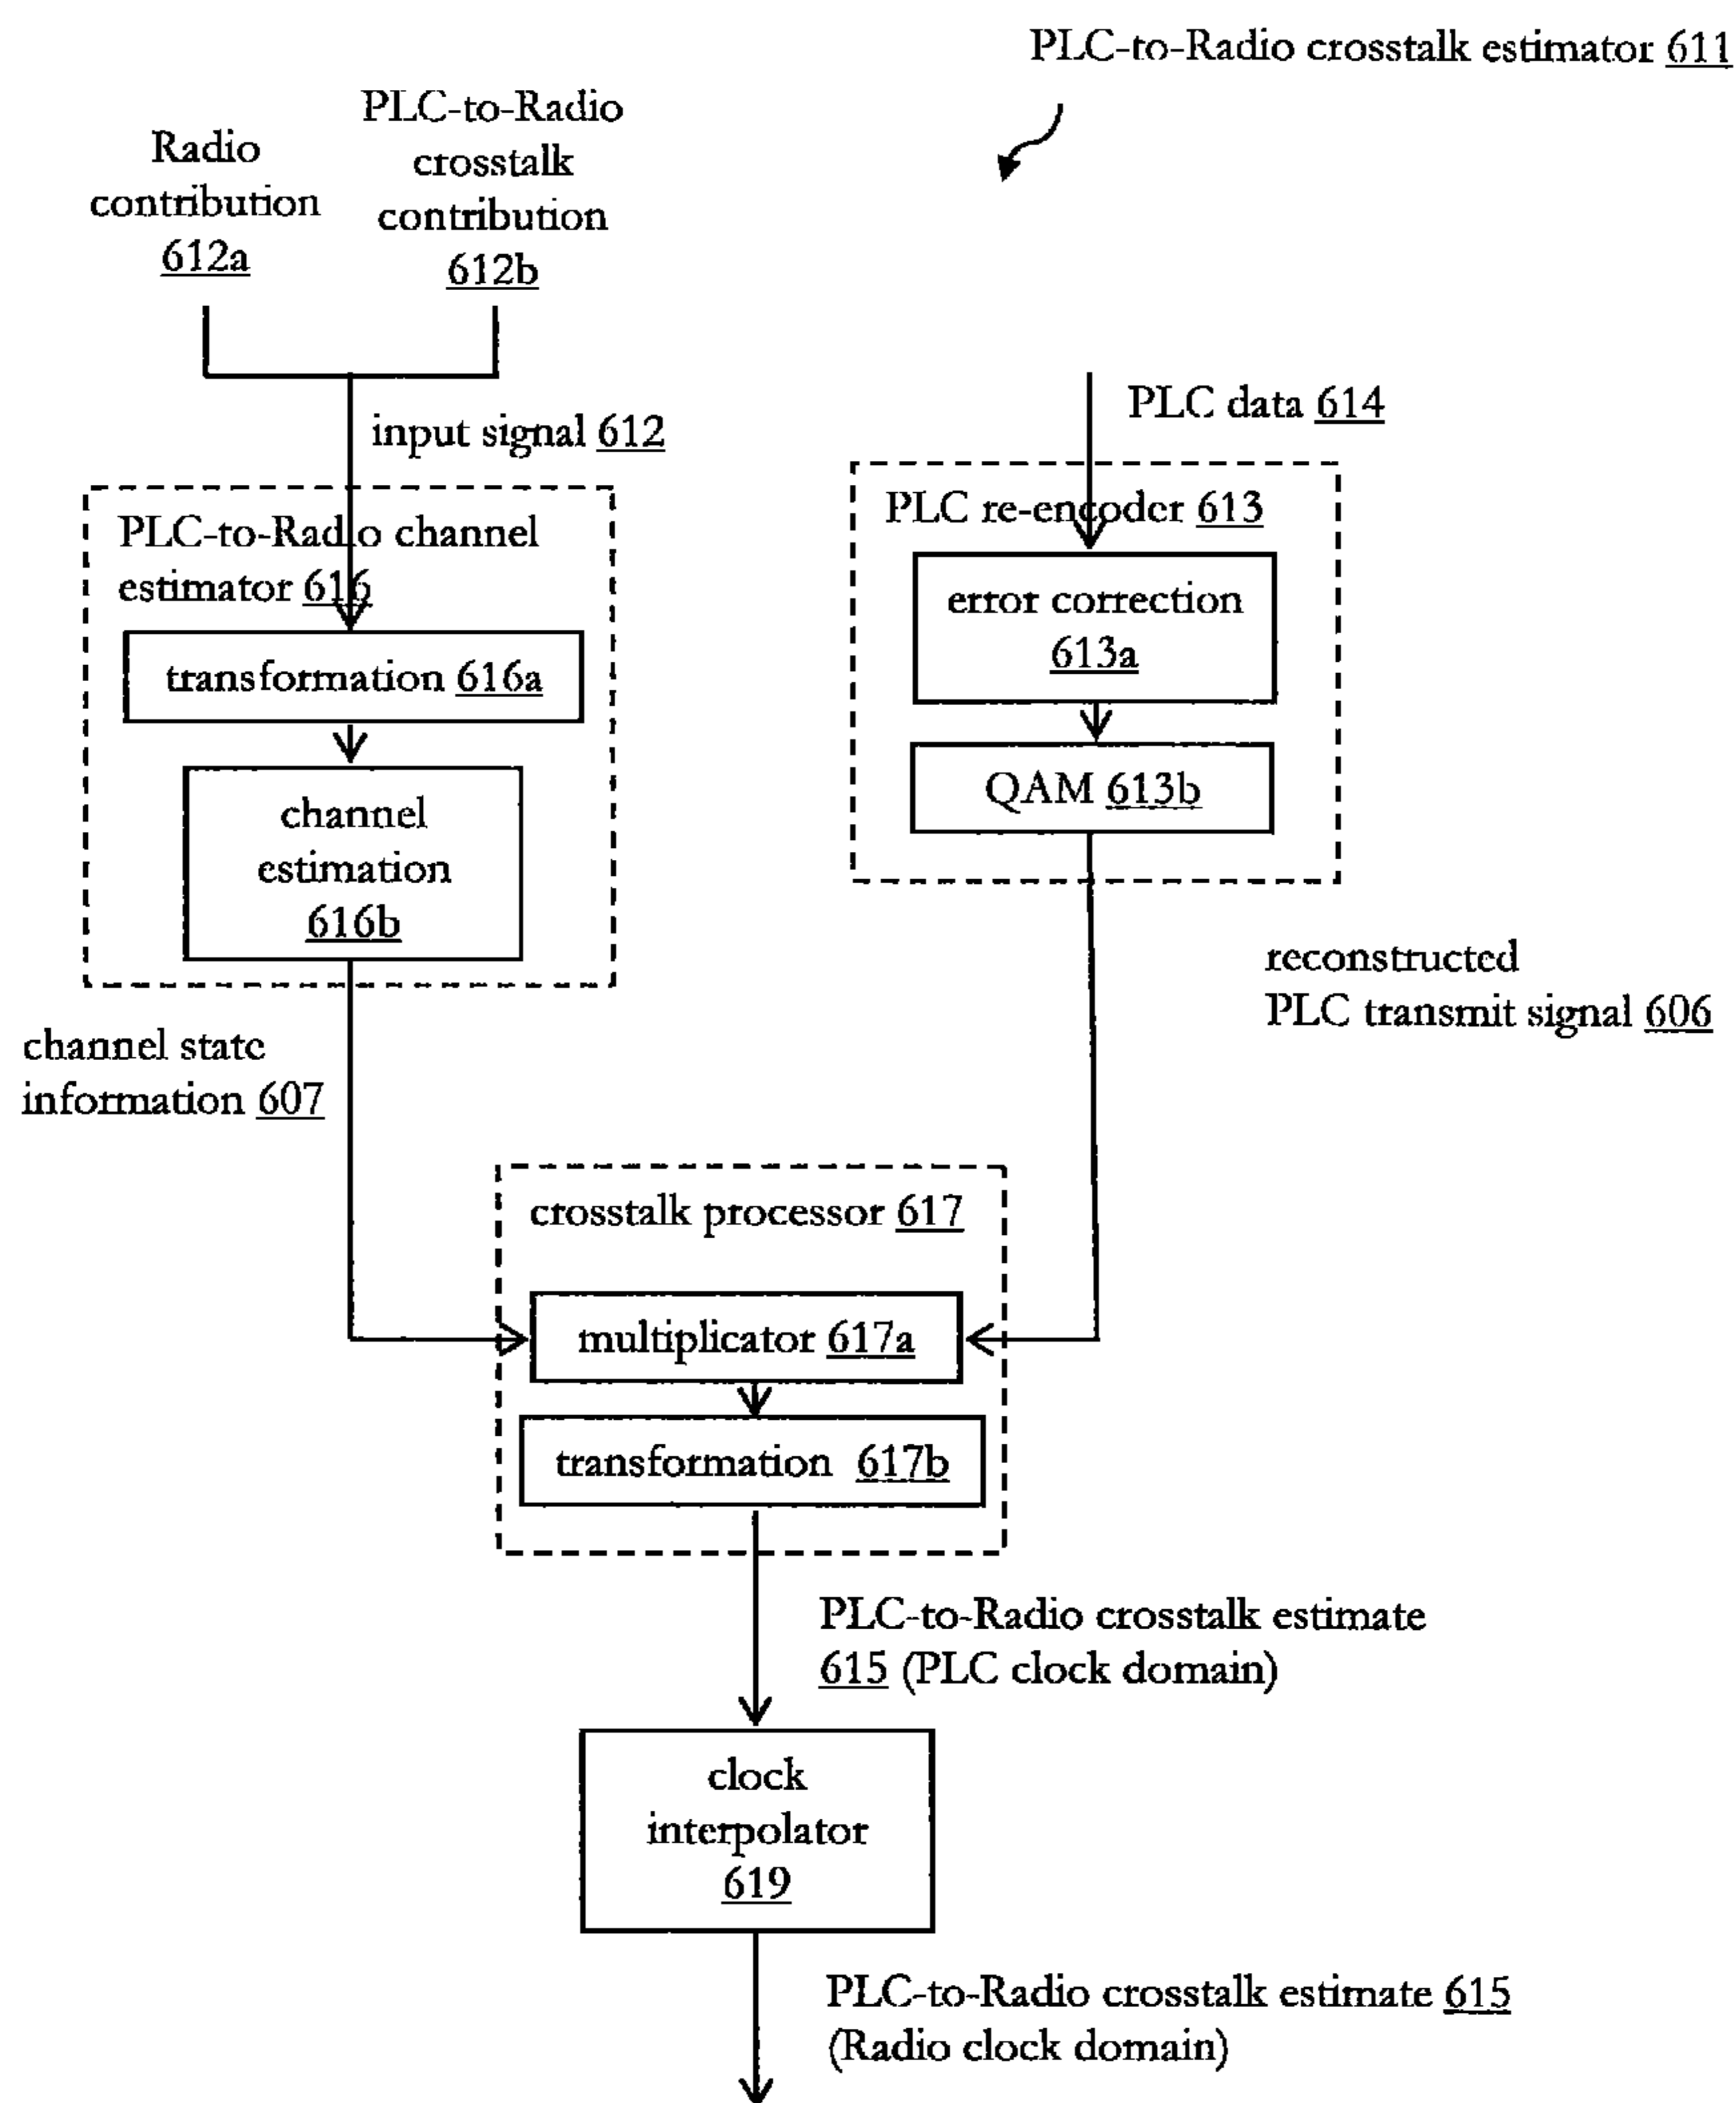 PLC-to-Radio crosstalk estimator 611
Radio
contribution
612a
PLC-to-Radio
crosstalk
contribution
612b
input signal 612
PLC data 614
PLC-to-Radio channel
estimator 616
transformation 616a
channel
estimation
616b
PLC re-encoder 613
error correction
613a
QAM 613b
channel state
information 607
reconstructed
PLC transmit signal 606
crosstalk processor 617
multiplicator 617a
transformation 617b
PLC-to-Radio crosstalk estimate
615 (PLC clock domain)
clock
interpolator
619
PLC-to-Radio crosstalk estimate 615
(Radio clock domain)